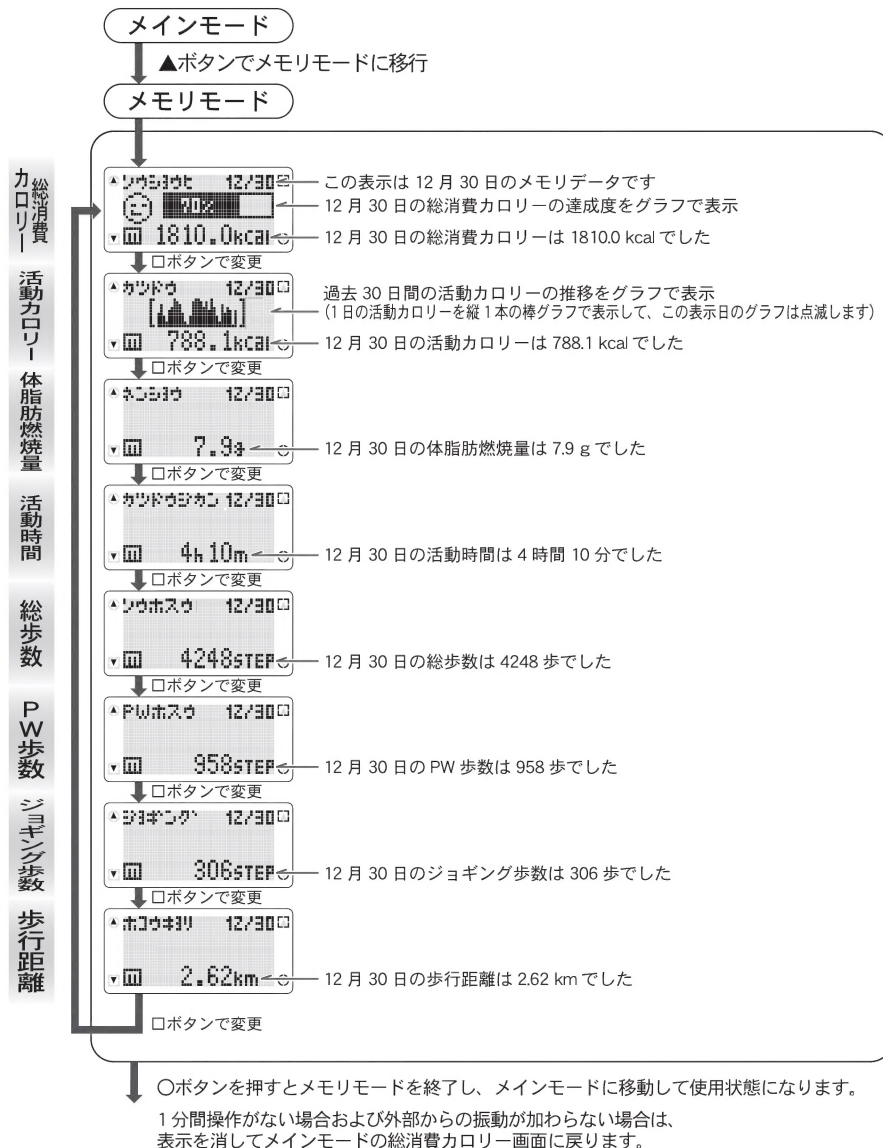 メインモード
▲ボタンでメモリモードに移行
メモリモード
総消費カロリー
ソウショウヒ 12/30
この表示は 12 月 30 日のメモリデータです
70%
12 月 30 日の総消費カロリーの達成度をグラフで表示
1810.0kcal
12 月 30 日の総消費カロリーは 1810.0 kcal でした
□ボタンで変更
活動カロリー
カツドウ 12/30
過去 30 日間の活動カロリーの推移をグラフで表示
(1日の活動カロリーを縦1本の棒グラフで表示して、この表示日のグラフは点滅します)
788.1kcal
12 月 30 日の活動カロリーは 788.1 kcal でした
□ボタンで変更
体脂肪燃焼量
ネンショウ 12/30
7.9g
12 月 30 日の体脂肪燃焼量は 7.9 g でした
□ボタンで変更
活動時間
カツドウジカン 12/30
4h 10m
12 月 30 日の活動時間は 4 時間 10 分でした
□ボタンで変更
総歩数
ソウホスウ 12/30
4248STEP
12 月 30 日の総歩数は 4248 歩でした
□ボタンで変更
PW歩数
PWホスウ 12/30
958STEP
12 月 30 日の PW 歩数は 958 歩でした
□ボタンで変更
ジョギング歩数
ジョギング 12/30
306STEP
12 月 30 日のジョギング歩数は 306 歩でした
□ボタンで変更
歩行距離
ホコウキョリ 12/30
2.62km
12 月 30 日の歩行距離は 2.62 km でした
□ボタンで変更
○ボタンを押すとメモリモードを終了し、メインモードに移動して使用状態になります。
1 分間操作がない場合および外部からの振動が加わらない場合は、
表示を消してメインモードの総消費カロリー画面に戻ります。